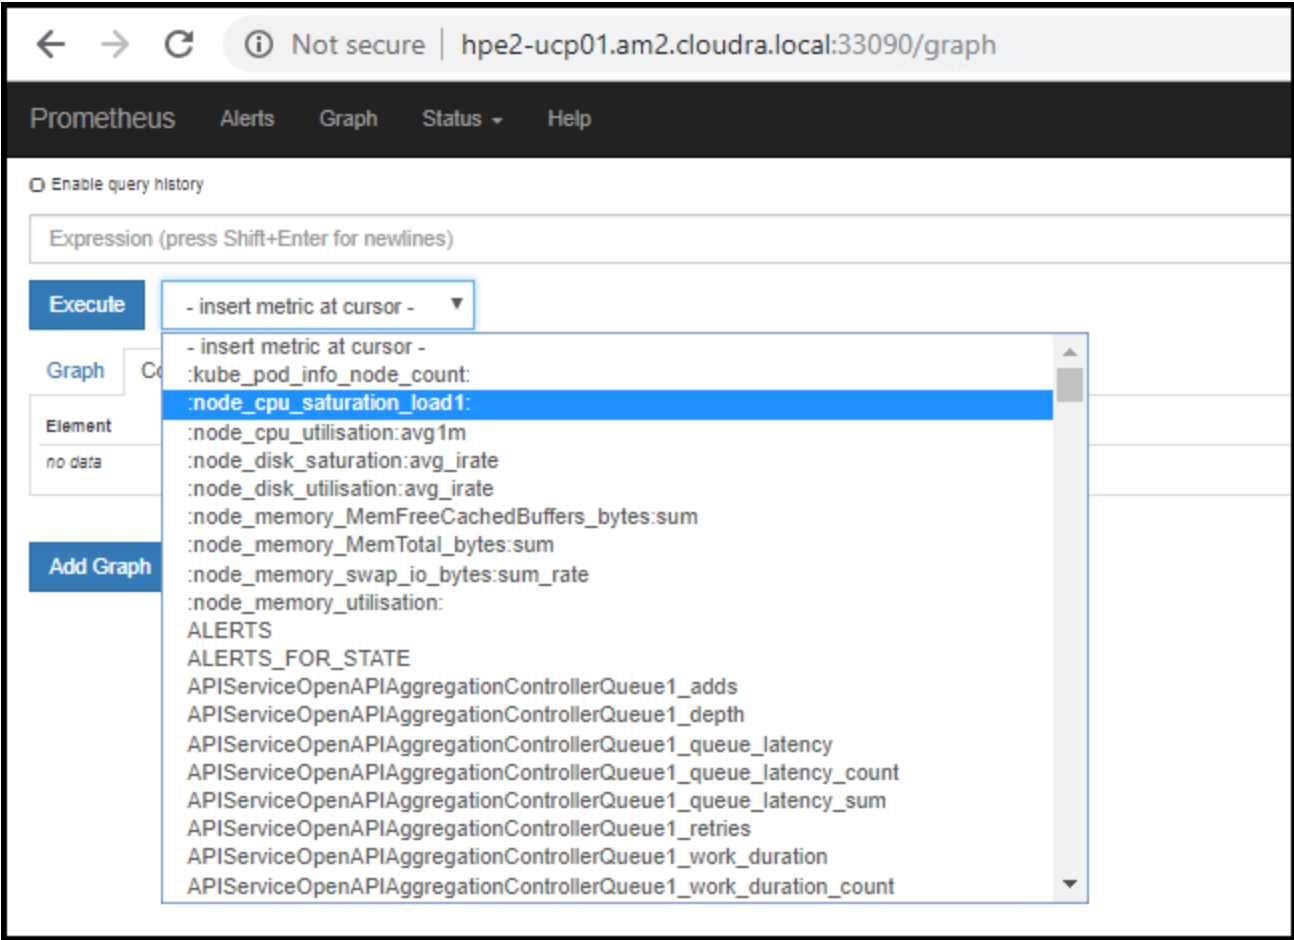 Not secure | hpe2-ucp01.am2.cloudra.local:33090/graph
Prometheus Alerts Graph Status Help
Enable query history
Expression (press Shift+Enter for newlines)
Execute - insert metric at cursor -
- insert metric at cursor -
Graph Co
:kube_pod_info_node_count:
:node_cpu_saturation_load1:
Element
:node_cpu_utilisation:avg1m
no data
:node_disk_saturation:avg_irate
:node_disk_utilisation:avg_irate
:node_memory_MemFreeCachedBuffers_bytes:sum
:node_memory_MemTotal_bytes:sum
Add Graph
:node_memory_swap_io_bytes:sum_rate
:node_memory_utilisation:
ALERTS
ALERTS_FOR_STATE
APIServiceOpenAPIAggregationControllerQueue1_adds
APIServiceOpenAPIAggregationControllerQueue1_depth
APIServiceOpenAPIAggregationControllerQueue1_queue_latency
APIServiceOpenAPIAggregationControllerQueue1_queue_latency_count
APIServiceOpenAPIAggregationControllerQueue1_queue_latency_sum
APIServiceOpenAPIAggregationControllerQueue1_retries
APIServiceOpenAPIAggregationControllerQueue1_work_duration
APIServiceOpenAPIAggregationControllerQueue1_work_duration_count